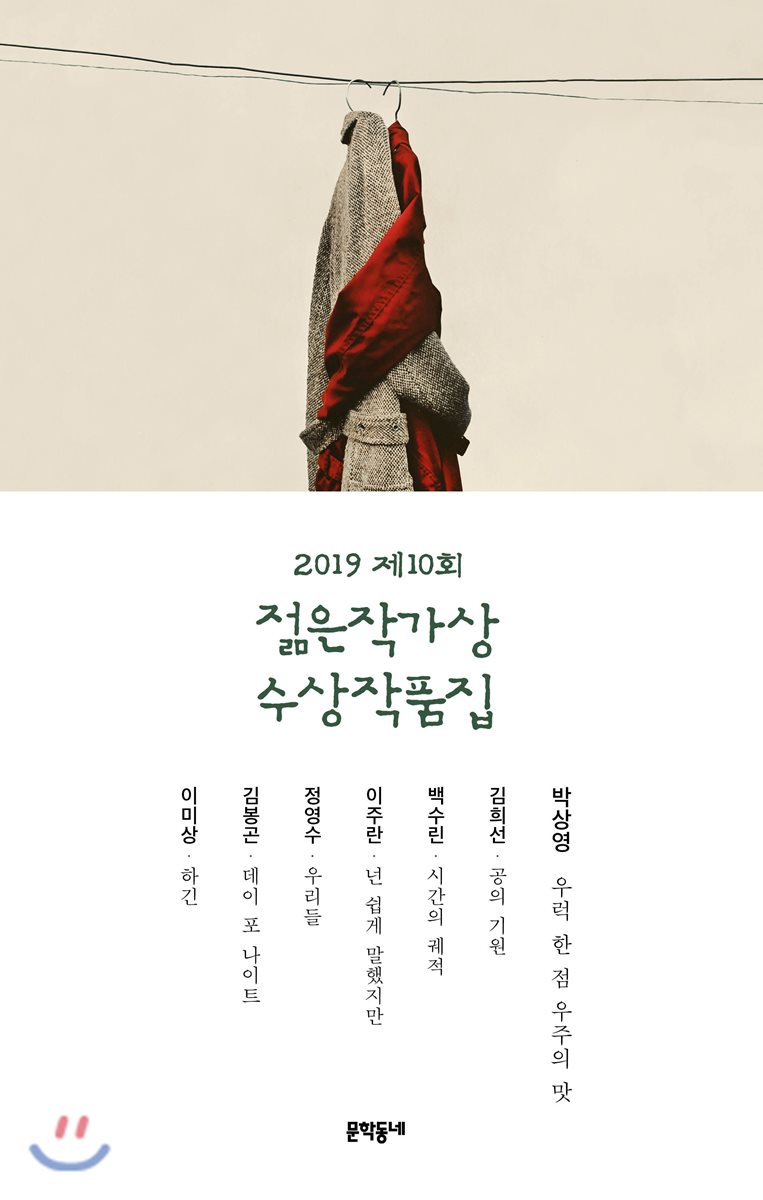 2019 제10회
젊은작가상
수상작품집
박상영 우럭 한 점 우주의 맛
김희선 · 공의 기원
백수린 · 시간의 궤적
이주란 · 넌 쉽게 말했지만
정영수 · 우리들
김봉곤 · 데이 포 나이트
이미상 · 하긴
문학동네